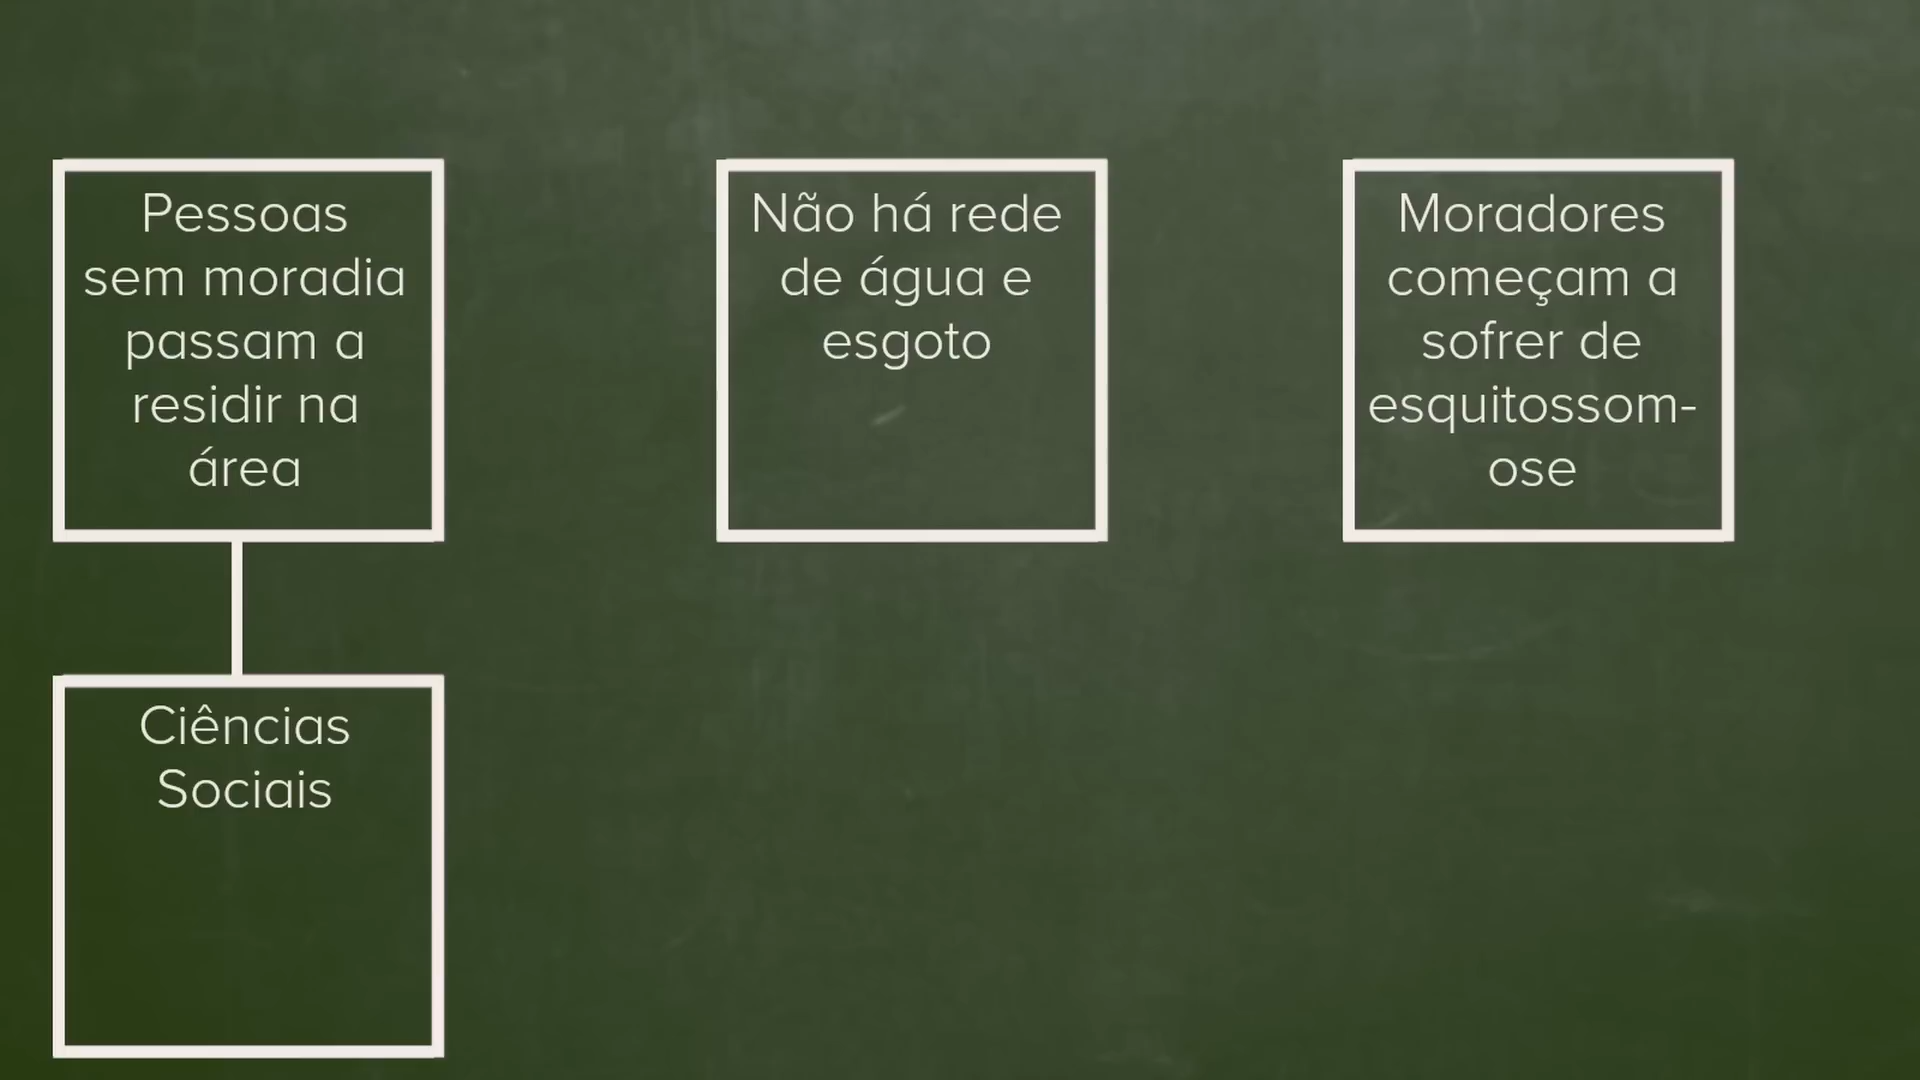 Pessoas
sem moradia
passam a
residir na
área
Não há rede
de água e
esgoto
Moradores
começam a
sofrer de
esquitossom-
ose
Ciências
Sociais